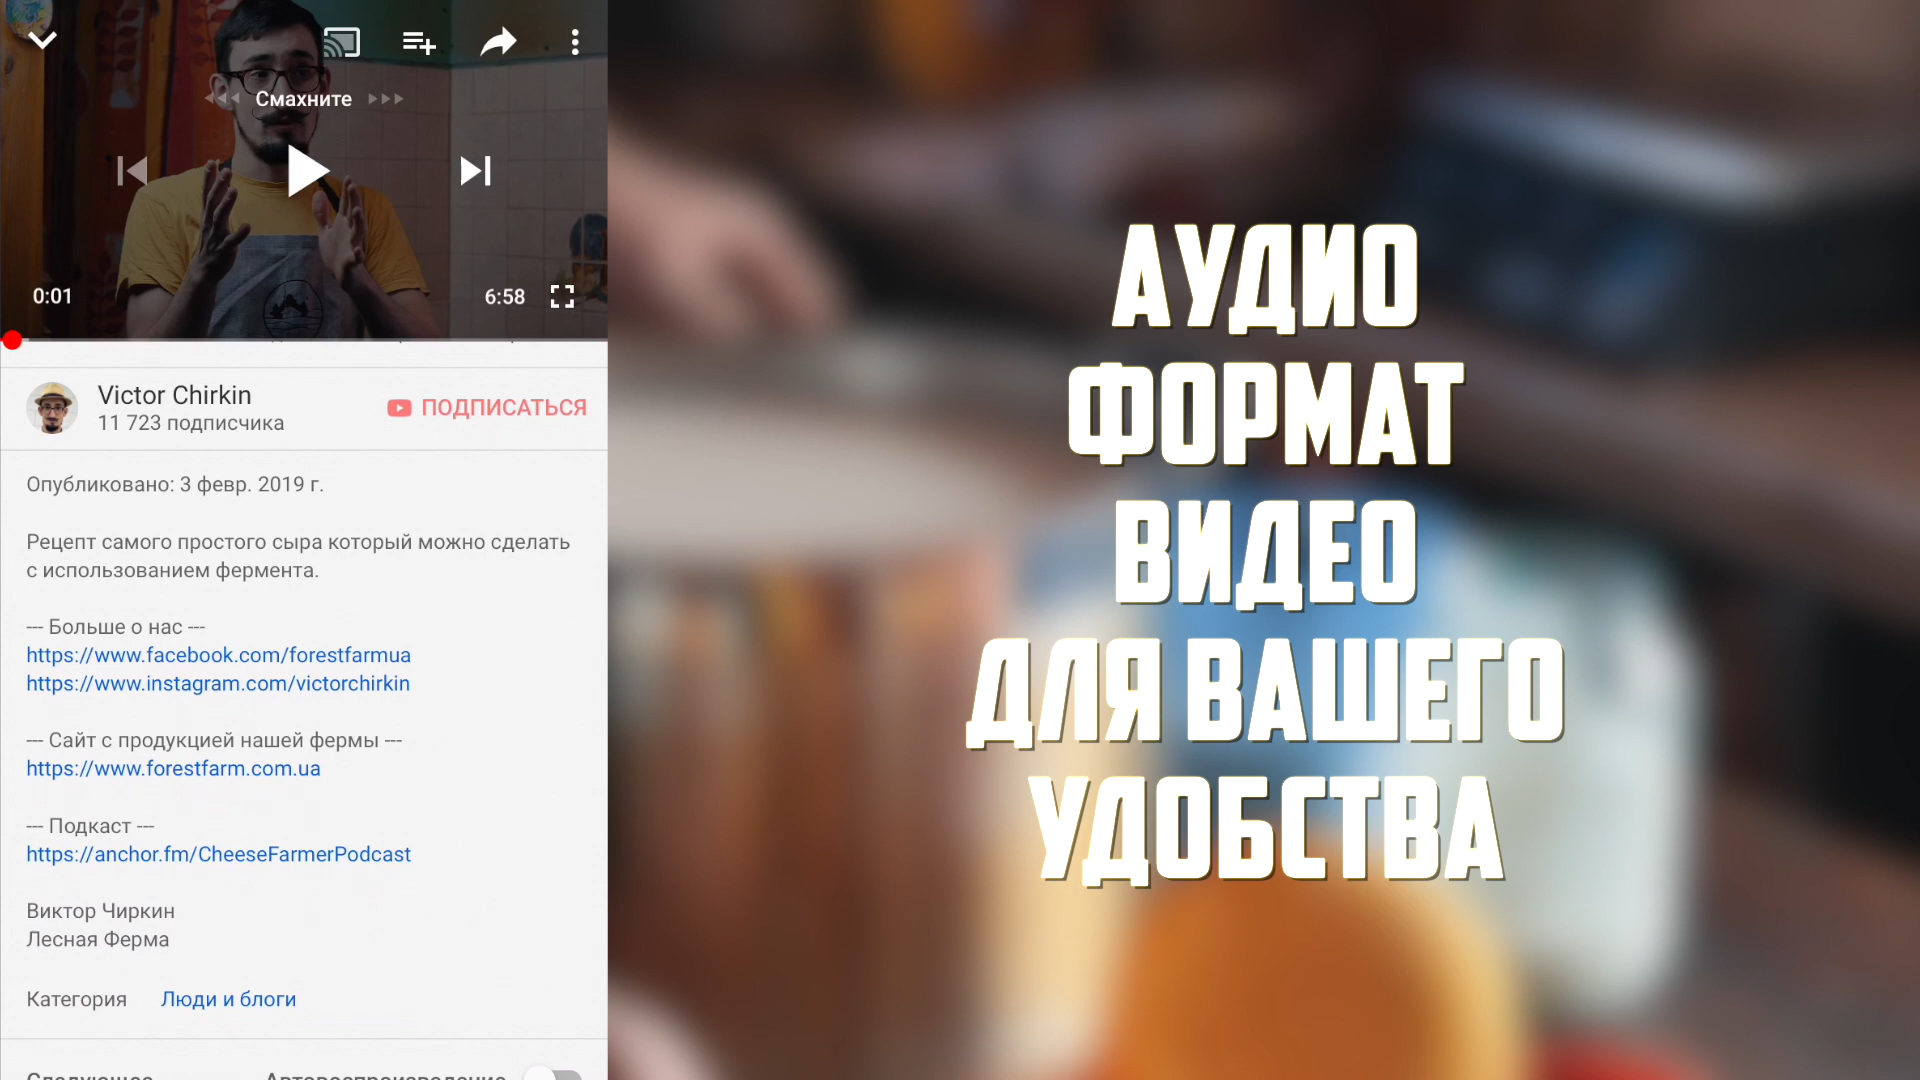 Смахните
0:01
6:58
Victor Chirkin
11 723 подписчика
ПОДПИСАТЬСЯ
Опубликовано: 3 февр. 2019 г.
Рецепт самого простого сыра который можно сделать
с использованием фермента.
--- Больше о нас ---
https://www.facebook.com/forestfarmua
https://www.instagram.com/victorchirkin
--- Сайт с продукцией нашей фермы ---
https://www.forestfarm.com.ua
--- Подкаст ---
https://anchor.fm/CheeseFarmerPodcast
Виктор Чиркин
Лесная Ферма
Категория Люди и блоги
Следующее Автовоспроизведение
АУДИО
ФОРМАТ
ВИДЕО
ДЛЯ ВАШЕГО
УДОБСТВА